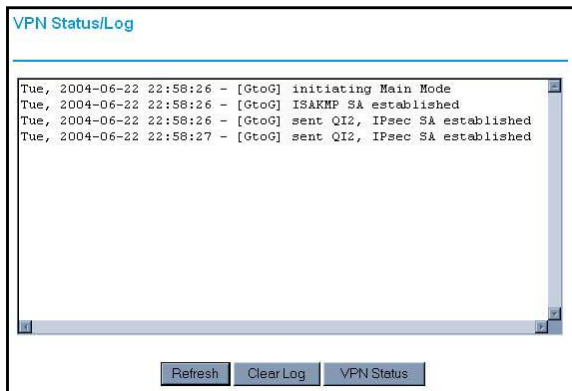 VPN Status/Log
Tue, 2004-06-22 22:58:26 - [GtoG] initiating Main Mode
Tue, 2004-06-22 22:58:26 - [GtoG] ISAKMP SA established
Tue, 2004-06-22 22:58:26 - [GtoG] sent QI2, IPsec SA established
Tue, 2004-06-22 22:58:27 - [GtoG] sent QI2, IPsec SA established
Refresh Clear Log VPN Status